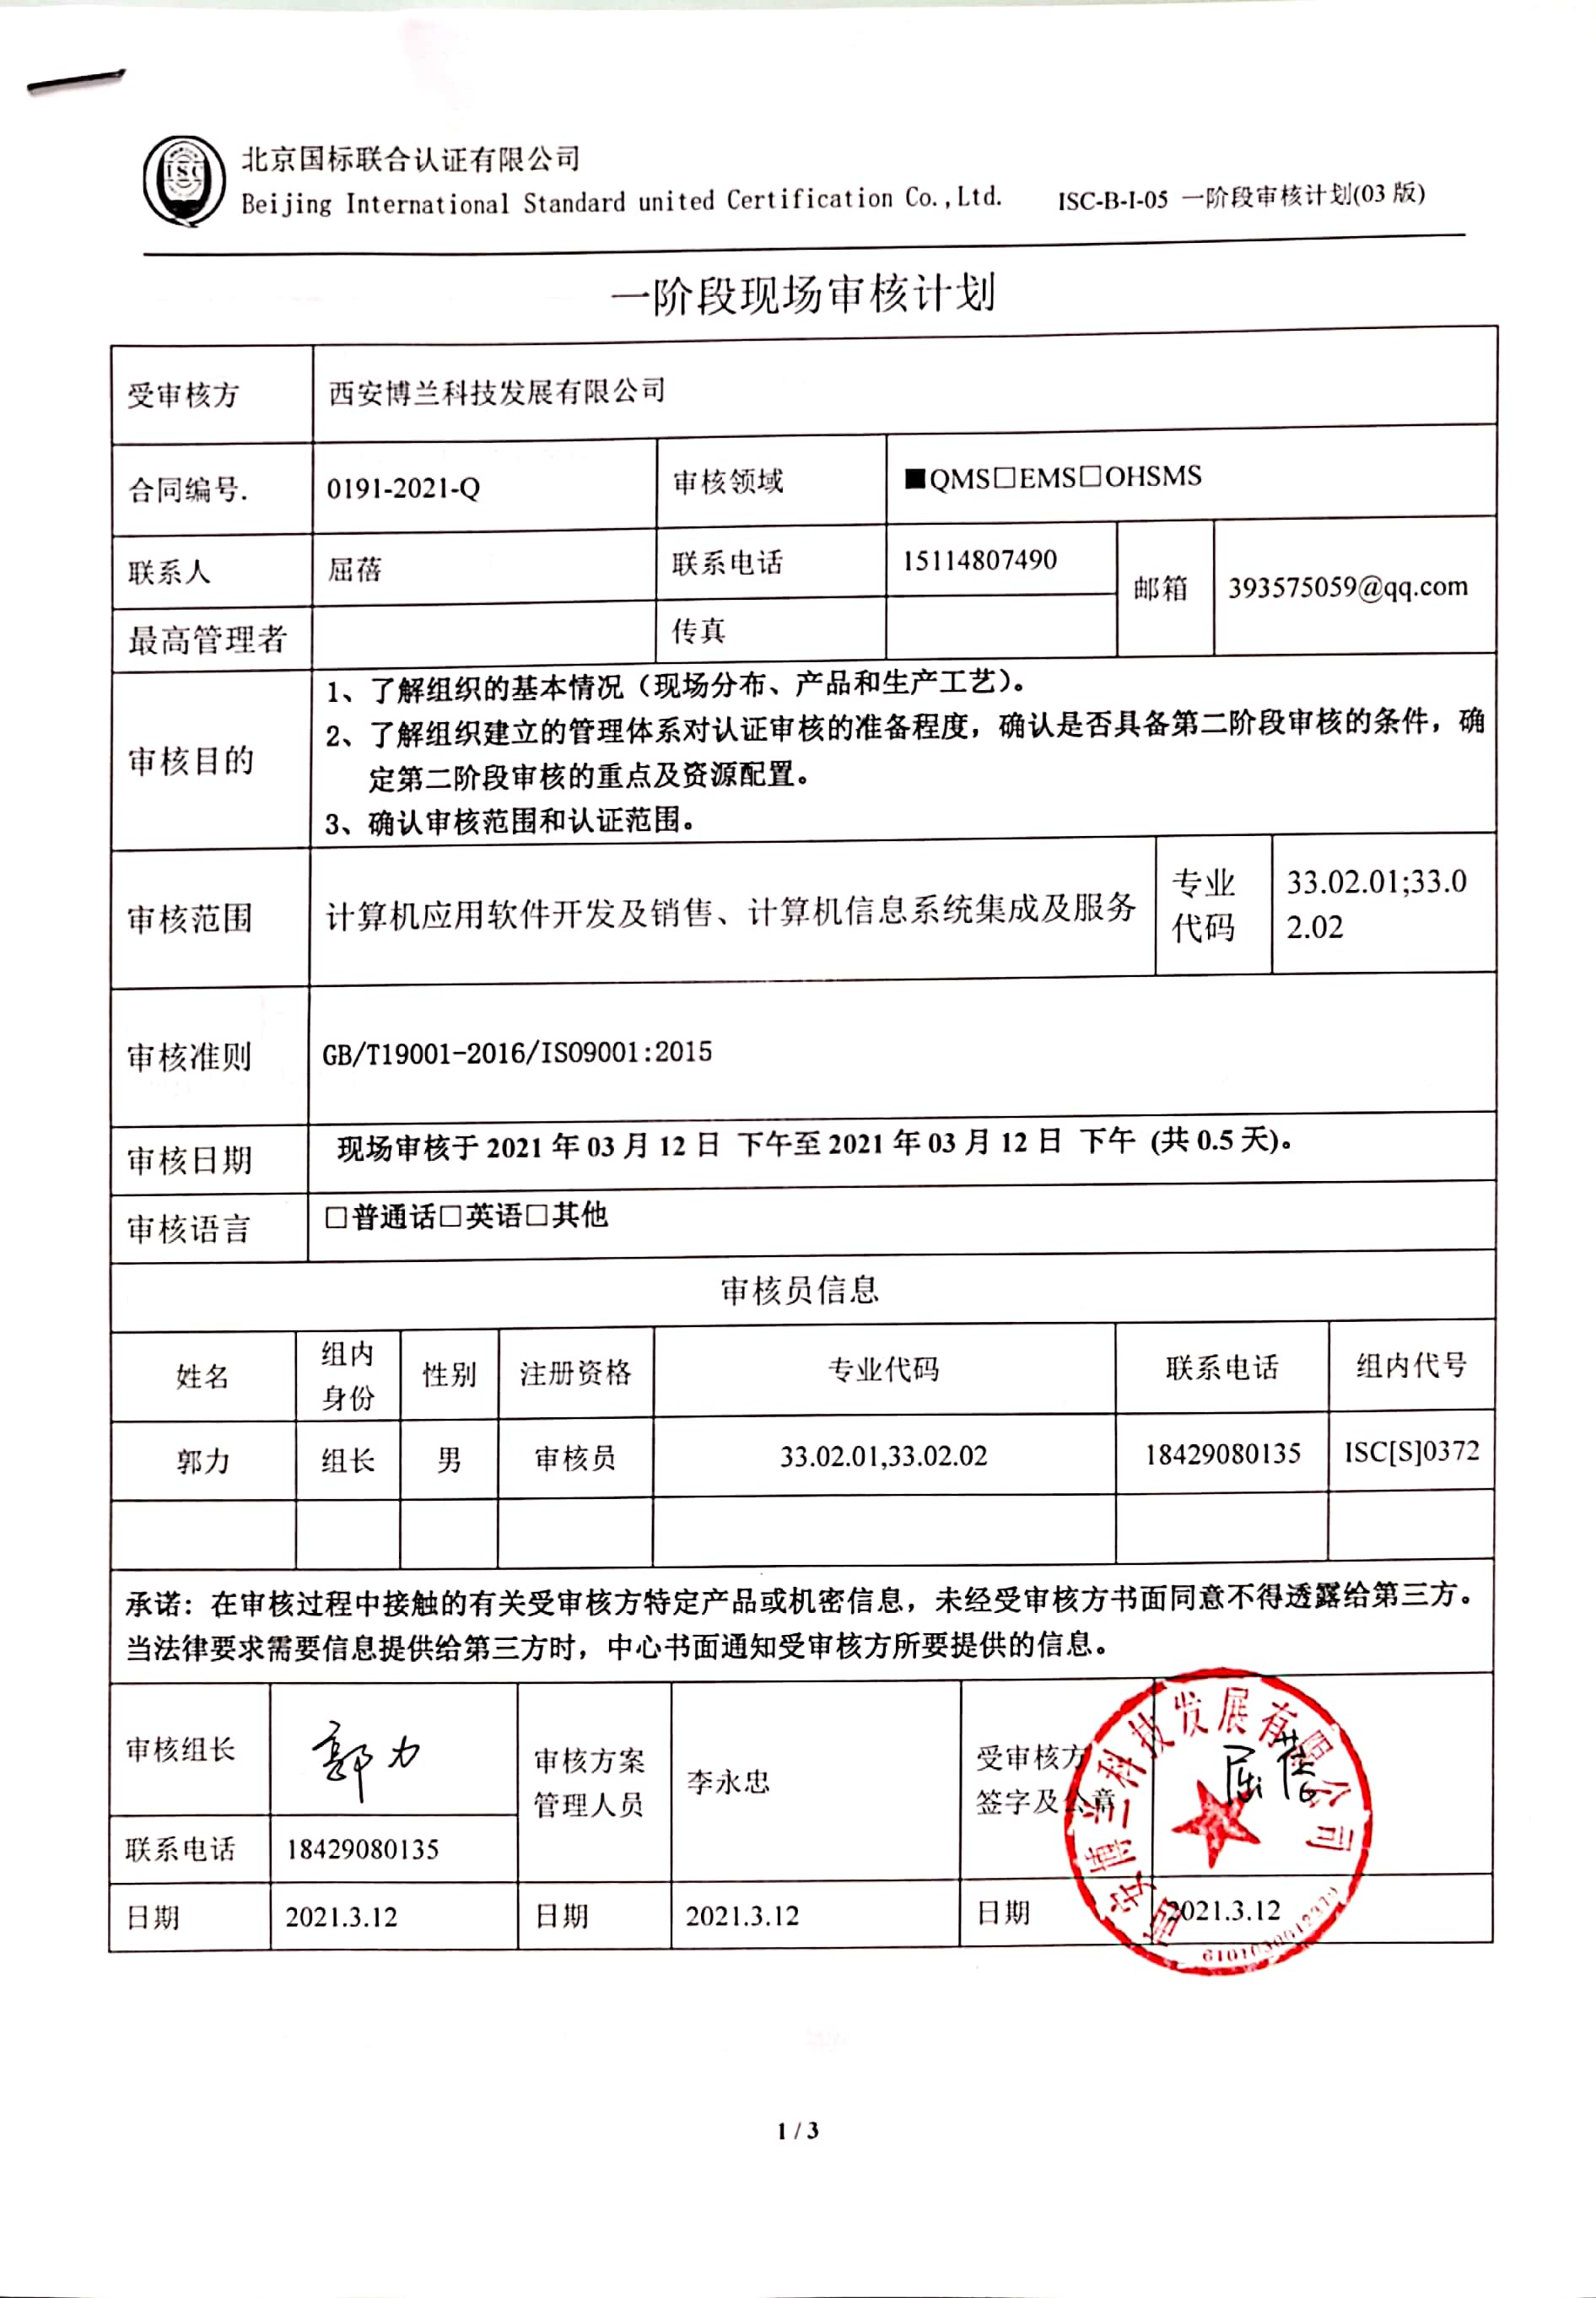 ISC
北京国标联合认证有限公司
Beijing International Standard united Certification Co.,Ltd. ISC-B-I-05 一阶段审核计划(03 版)
一阶段现场审核计划
受审核方 西安博兰科技发展有限公司
合同编号. 0191-2021-Q 审核领域 ■QMS□EMS□OHSMS
联系人 屈蓓 联系电话 15114807490 邮箱 393575059@qq.com
最高管理者 传真
审核目的
1、了解组织的基本情况（现场分布、产品和生产工艺）。
2、了解组织建立的管理体系对认证审核的准备程度，确认是否具备第二阶段审核的条件，确
定第二阶段审核的重点及资源配置。
3、确认审核范围和认证范围。
审核范围 计算机应用软件开发及销售、计算机信息系统集成及服务
专业
代码
33.02.01;33.0
2.02
审核准则 GB/T19001-2016/ISO9001:2015
审核日期 现场审核于 2021 年 03 月 12 日 下午至 2021 年 03 月 12 日 下午 (共 0.5 天)。
审核语言 □普通话□英语□其他
审核员信息
姓名 组内
身份 性别 注册资格 专业代码 联系电话 组内代号
郭力 组长 男 审核员 33.02.01,33.02.02 18429080135 ISC[S]0372
承诺：在审核过程中接触的有关受审核方特定产品或机密信息，未经受审核方书面同意不得透露给第三方。
当法律要求需要信息提供给第三方时，中心书面通知受审核方所要提供的信息。
审核组长 郭力
审核方案
管理人员
李永忠
受审核方
签字及公章
屈蓓
西安博兰科技发展有限公司
联系电话 18429080135
日期 2021.3.12 日期 2021.3.12 日期 2021.3.12
1 / 3